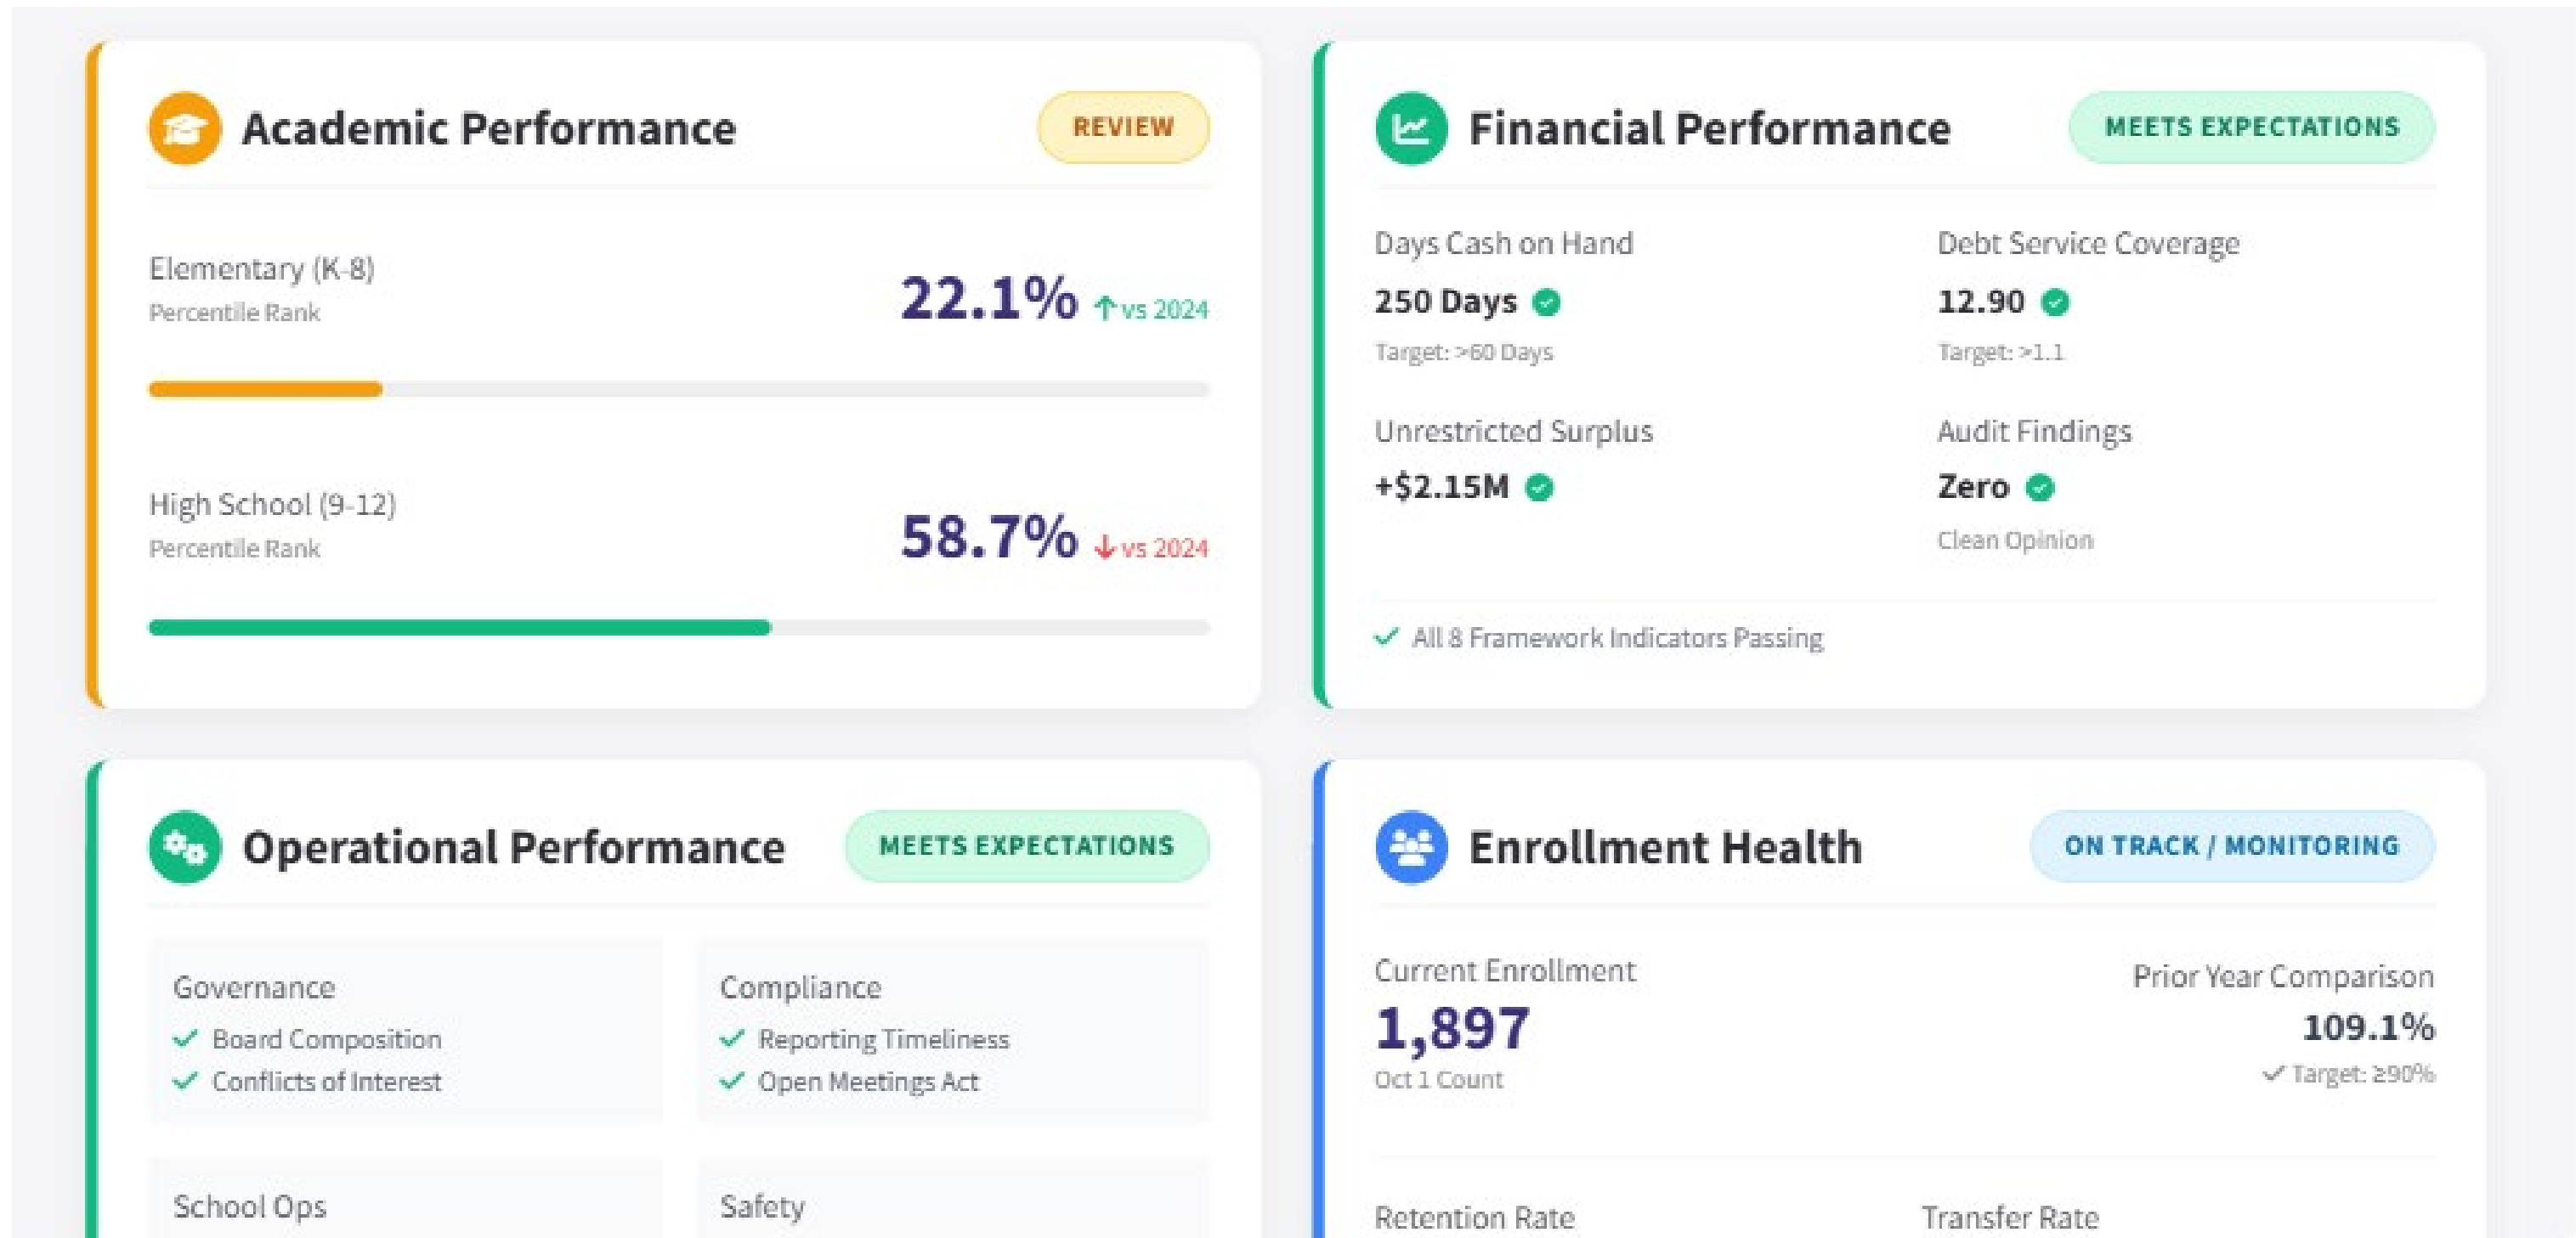 Academic Performance
REVIEW
Elementary (K-8)
Percentile Rank
22.1% ↑ vs 2024
High School (9-12)
Percentile Rank
58.7% ↓ vs 2024
Financial Performance
MEETS EXPECTATIONS
Days Cash on Hand
250 Days
Target: >60 Days
Debt Service Coverage
12.90
Target: >1.1
Unrestricted Surplus
+$2.15M
Audit Findings
Zero
Clean Opinion
All 8 Framework Indicators Passing
Operational Performance
MEETS EXPECTATIONS
Governance
Board Composition
Conflicts of Interest
Compliance
Reporting Timeliness
Open Meetings Act
School Ops
Safety
Enrollment Health
ON TRACK / MONITORING
Current Enrollment
1,897
Oct 1 Count
Prior Year Comparison
109.1%
Target: ≥90%
Retention Rate
Transfer Rate